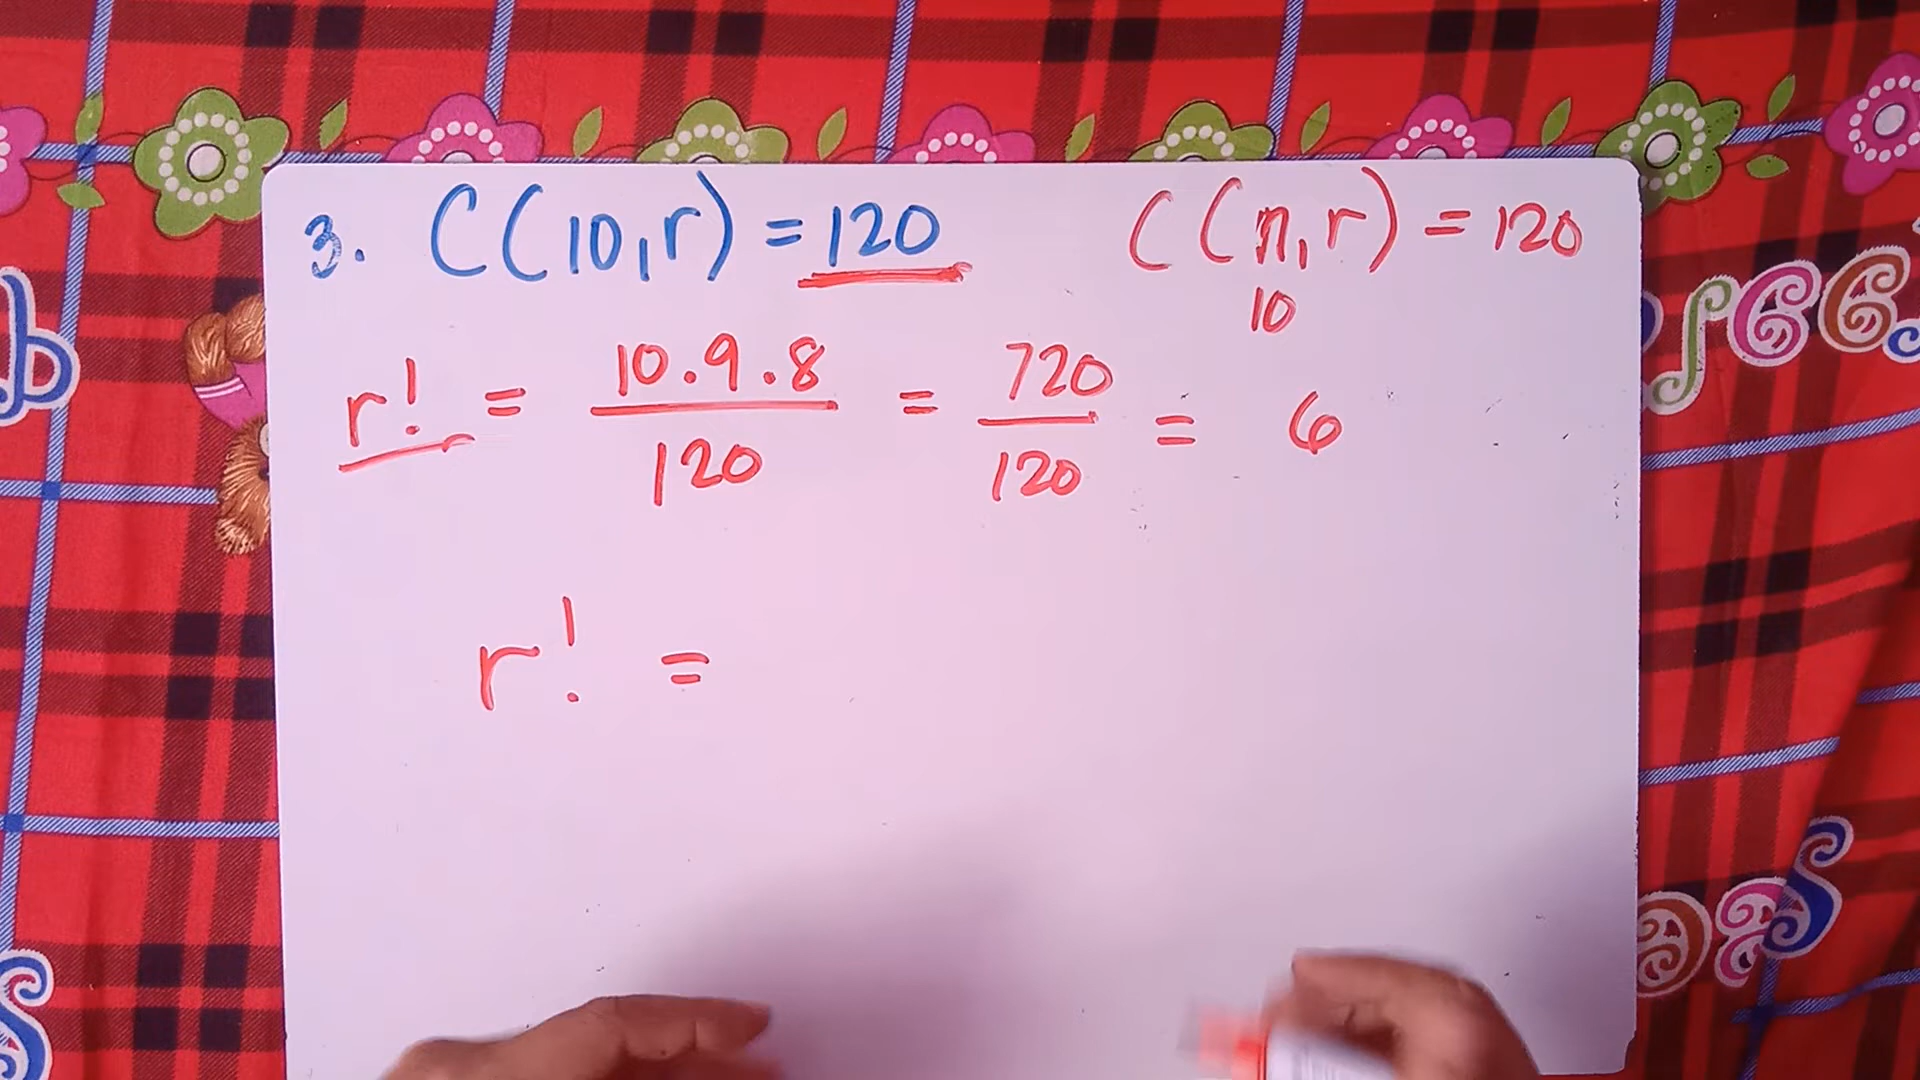 3. C(10,r) = 120
C(n,r) = 120
10
r! = 10.9.8 / 120 = 720 / 120 = 6
r! =